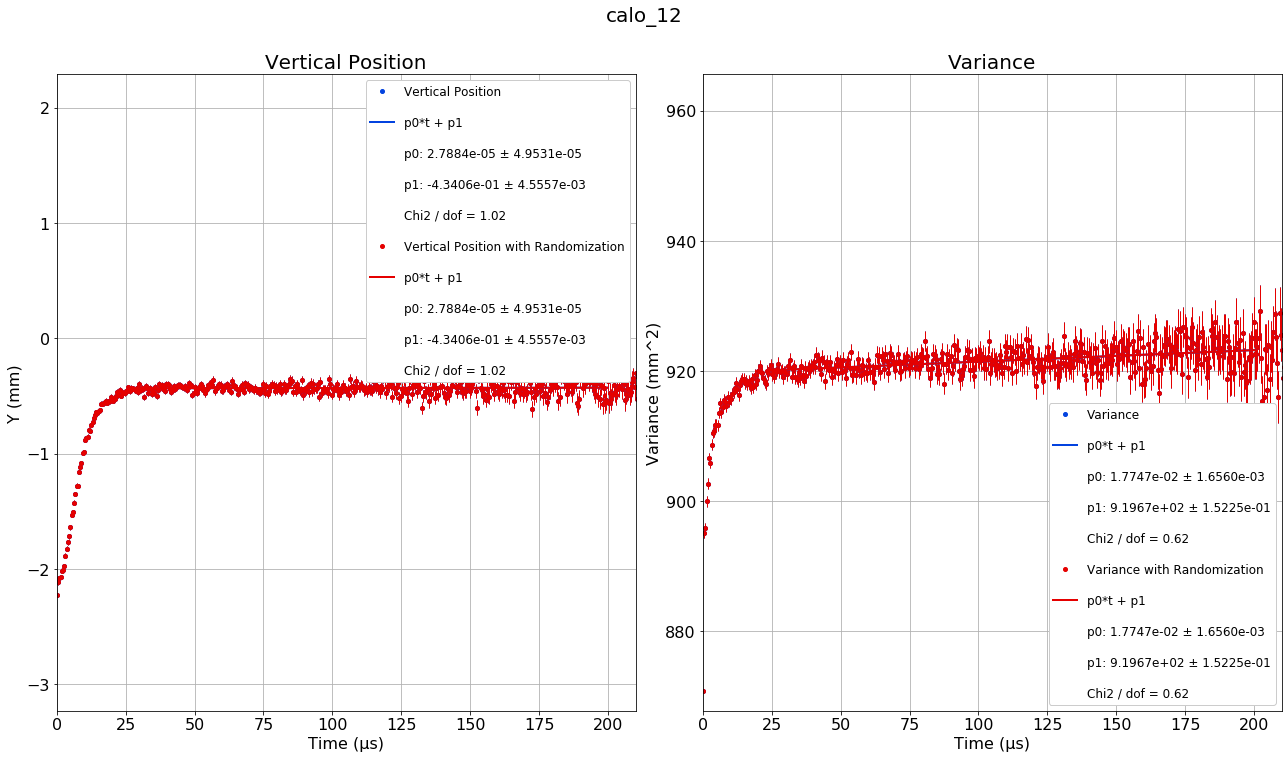 calo_12
Vertical Position
2
1
0
−1
−2
−3
Y (mm)
0 25 50 75 100 125 150 175 200
Time (μs)
Vertical Position
p0*t + p1
p0: 2.7884e-05 ± 4.9531e-05
p1: -4.3406e-01 ± 4.5557e-03
Chi2 / dof = 1.02
Vertical Position with Randomization
p0*t + p1
p0: 2.7884e-05 ± 4.9531e-05
p1: -4.3406e-01 ± 4.5557e-03
Chi2 / dof = 1.02
Variance
960
940
920
900
880
Variance (mm^2)
0 25 50 75 100 125 150 175 200
Time (μs)
Variance
p0*t + p1
p0: 1.7747e-02 ± 1.6560e-03
p1: 9.1967e+02 ± 1.5225e-01
Chi2 / dof = 0.62
Variance with Randomization
p0*t + p1
p0: 1.7747e-02 ± 1.6560e-03
p1: 9.1967e+02 ± 1.5225e-01
Chi2 / dof = 0.62